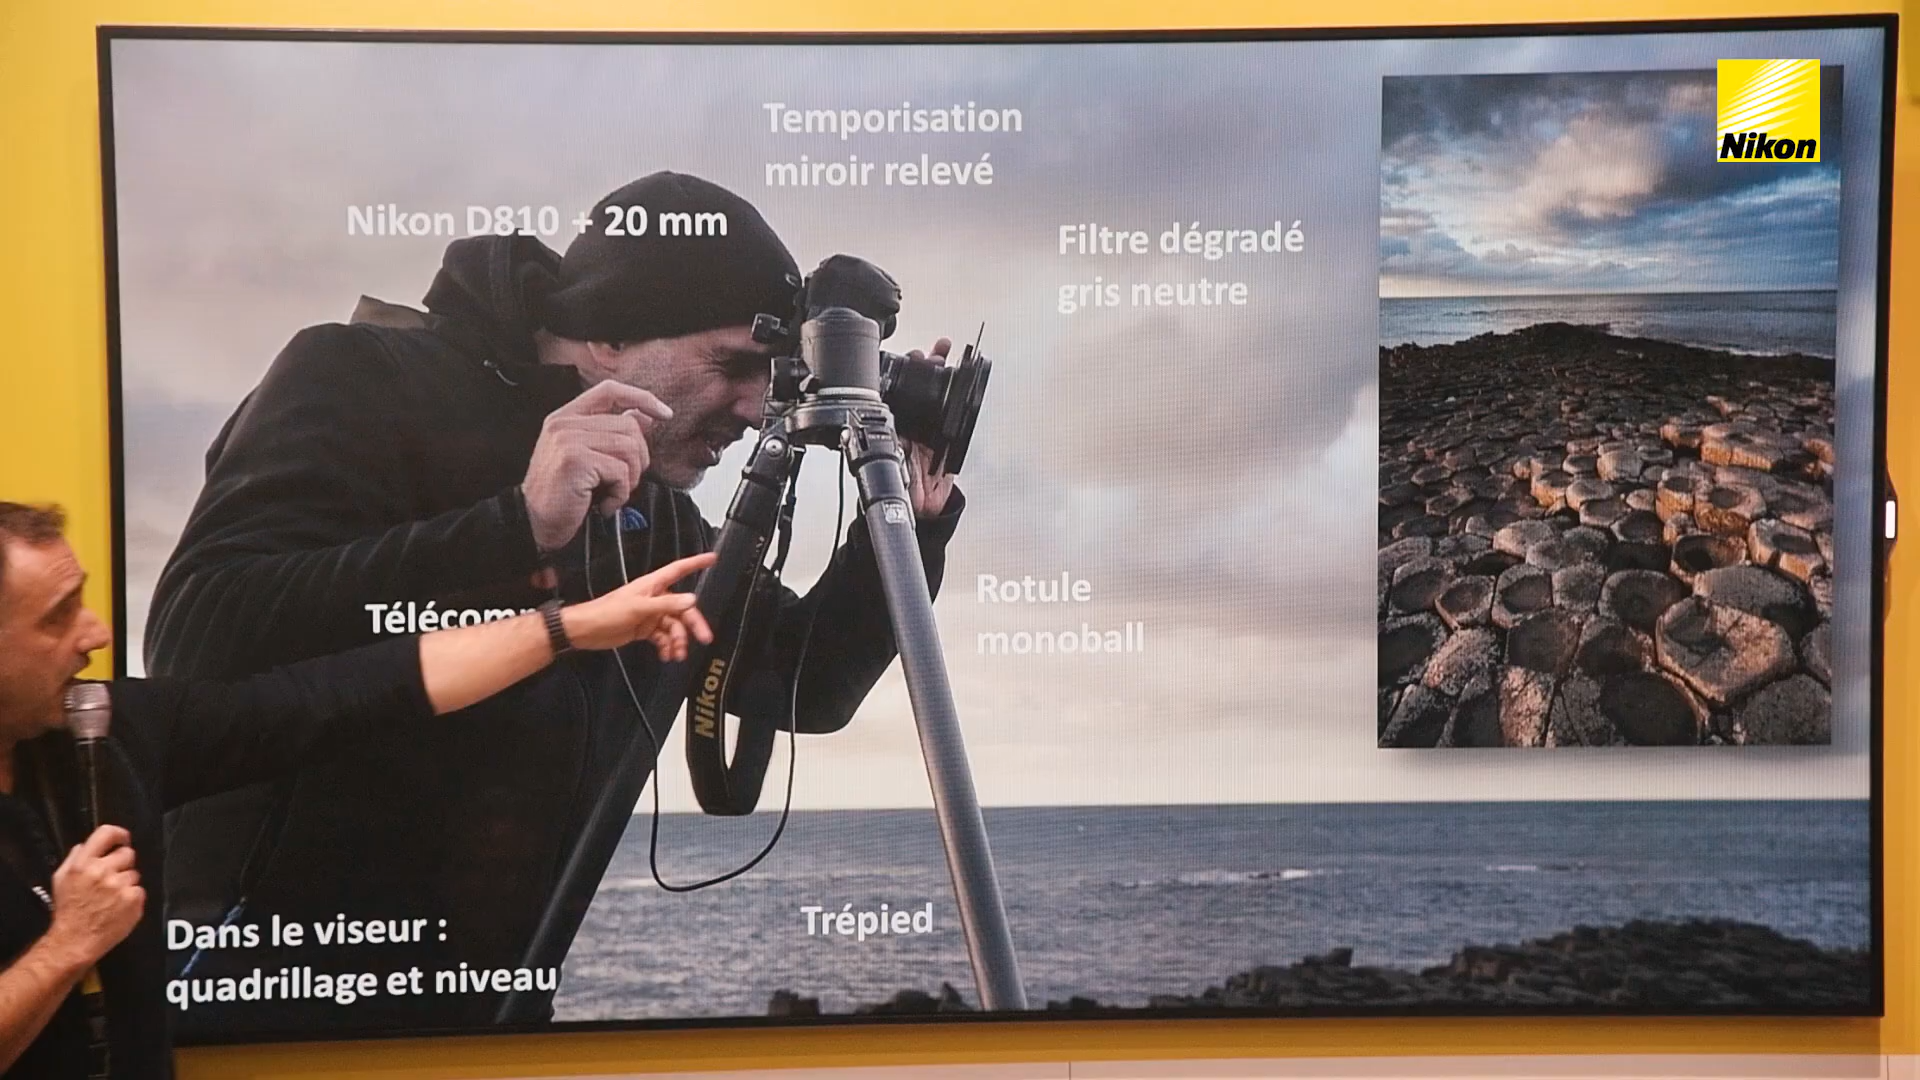 Nikon
Temporisation
miroir relevé
Nikon D810 + 20 mm
Filtre dégradé
gris neutre
Rotule
monoball
Nikon
Trépied
Dans le viseur :
quadrillage et niveau